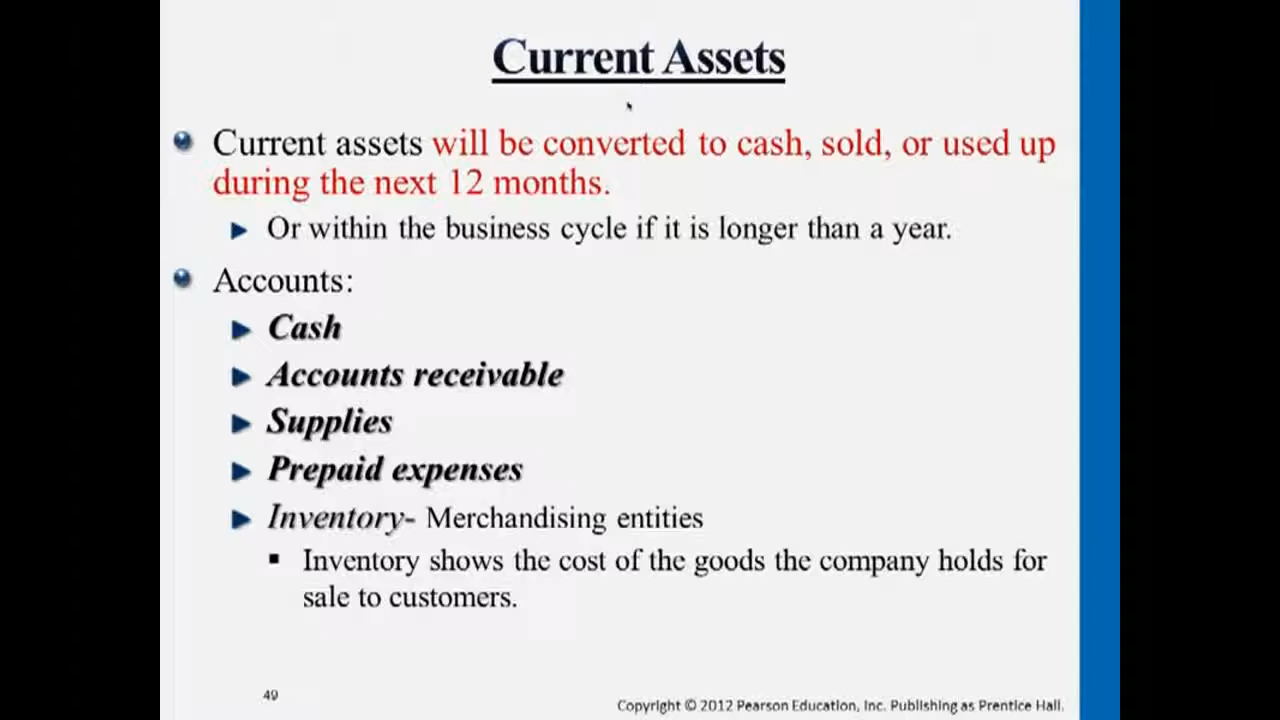 Current Assets
Current assets will be converted to cash, sold, or used up
during the next 12 months.
Or within the business cycle if it is longer than a year.
Accounts:
Cash
Accounts receivable
Supplies
Prepaid expenses
Inventory- Merchandising entities
Inventory shows the cost of the goods the company holds for
sale to customers.
49
Copyright © 2012 Pearson Education, Inc. Publishing as Prentice Hall.